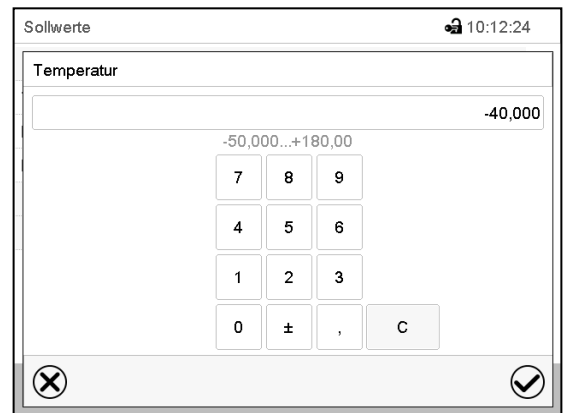 Sollwerte 10:12:24
Temperatur
-40,000
-50,000...+180,00
7 8 9
4 5 6
1 2 3
0 ± , C